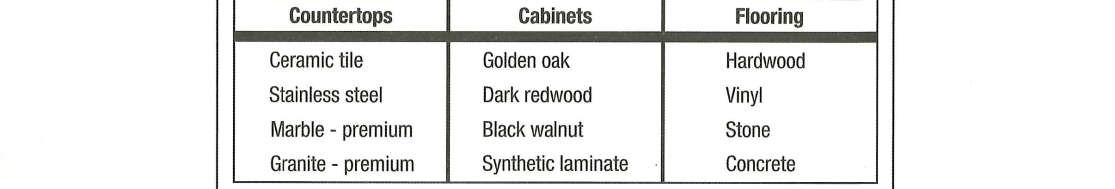 Countertops Cabinets Flooring
Ceramic tile Golden oak Hardwood
Stainless steel Dark redwood Vinyl
Marble - premium Black walnut Stone
Granite - premium Synthetic laminate Concrete